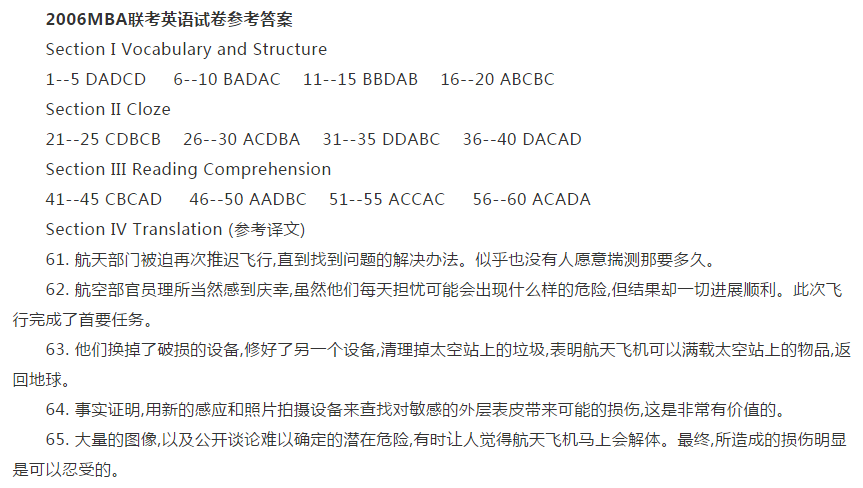 2006MBA联考英语试卷参考答案
Section I Vocabulary and Structure
1--5 DADCD 6--10 BADAC 11--15 BBDAB 16--20 ABCBC
Section II Cloze
21--25 CDBCB 26--30 ACDBA 31--35 DDABC 36--40 DACAD
Section III Reading Comprehension
41--45 CBCAD 46--50 AADBC 51--55 ACCAC 56--60 ACADA
Section IV Translation (参考译文)
61. 航天部门被迫再次推迟飞行,直到找到问题的解决办法。似乎也没有人愿意揣测那要多久。
62. 航空部官员理所当然感到庆幸,虽然他们每天担忧可能会出现什么样的危险,但结果却一切进展顺利。此次飞
行完成了首要任务。
63. 他们换掉了破损的设备,修好了另一个设备,清理掉太空站上的垃圾,表明航天飞机可以满载太空站上的物品,返
回地球。
64. 事实证明,用新的感应和照片拍摄设备来查找对敏感的外层表皮带来可能的损伤,这是非常有价值的。
65. 大量的图像,以及公开谈论难以确定的潜在危险,有时让人觉得航天飞机马上会解体。最终,所造成的损伤明显
是可以忍受的。